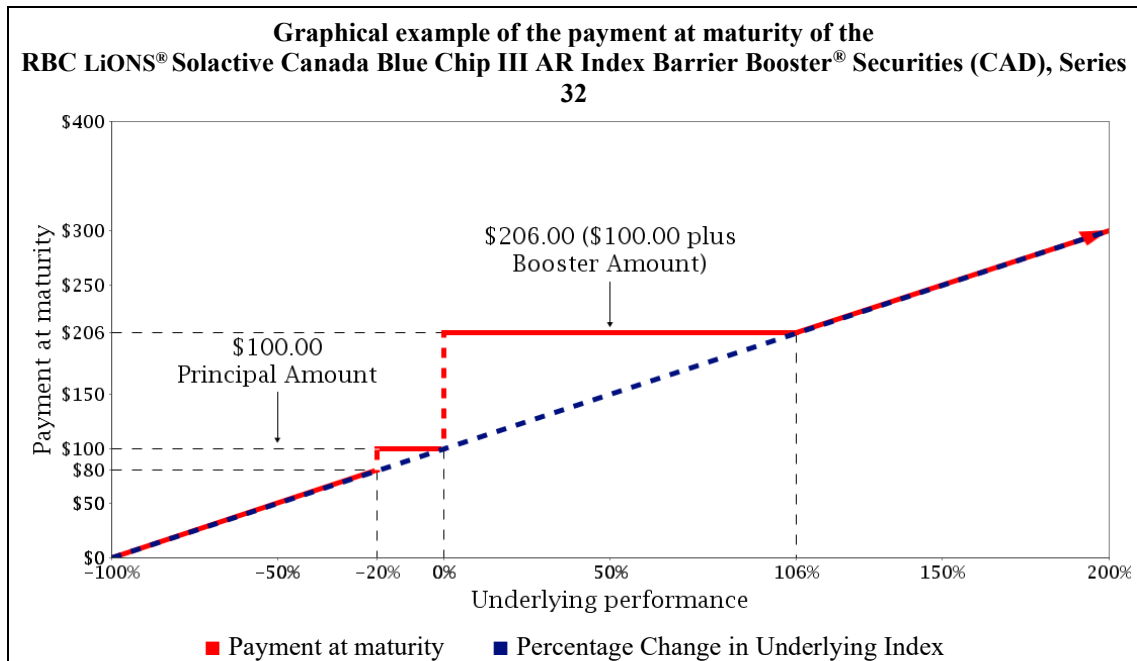 Graphical example of the payment at maturity of the
RBC LiONS® Solactive Canada Blue Chip III AR Index Barrier Booster® Securities (CAD), Series
32
$400
$300
$250
$206
$150
$100
$80
$50
$0
Payment at maturity
$206.00 ($100.00 plus
Booster Amount)
$100.00
Principal Amount
-100%
-50%
-20%
0%
50%
106%
150%
200%
Underlying performance
Payment at maturity
Percentage Change in Underlying Index